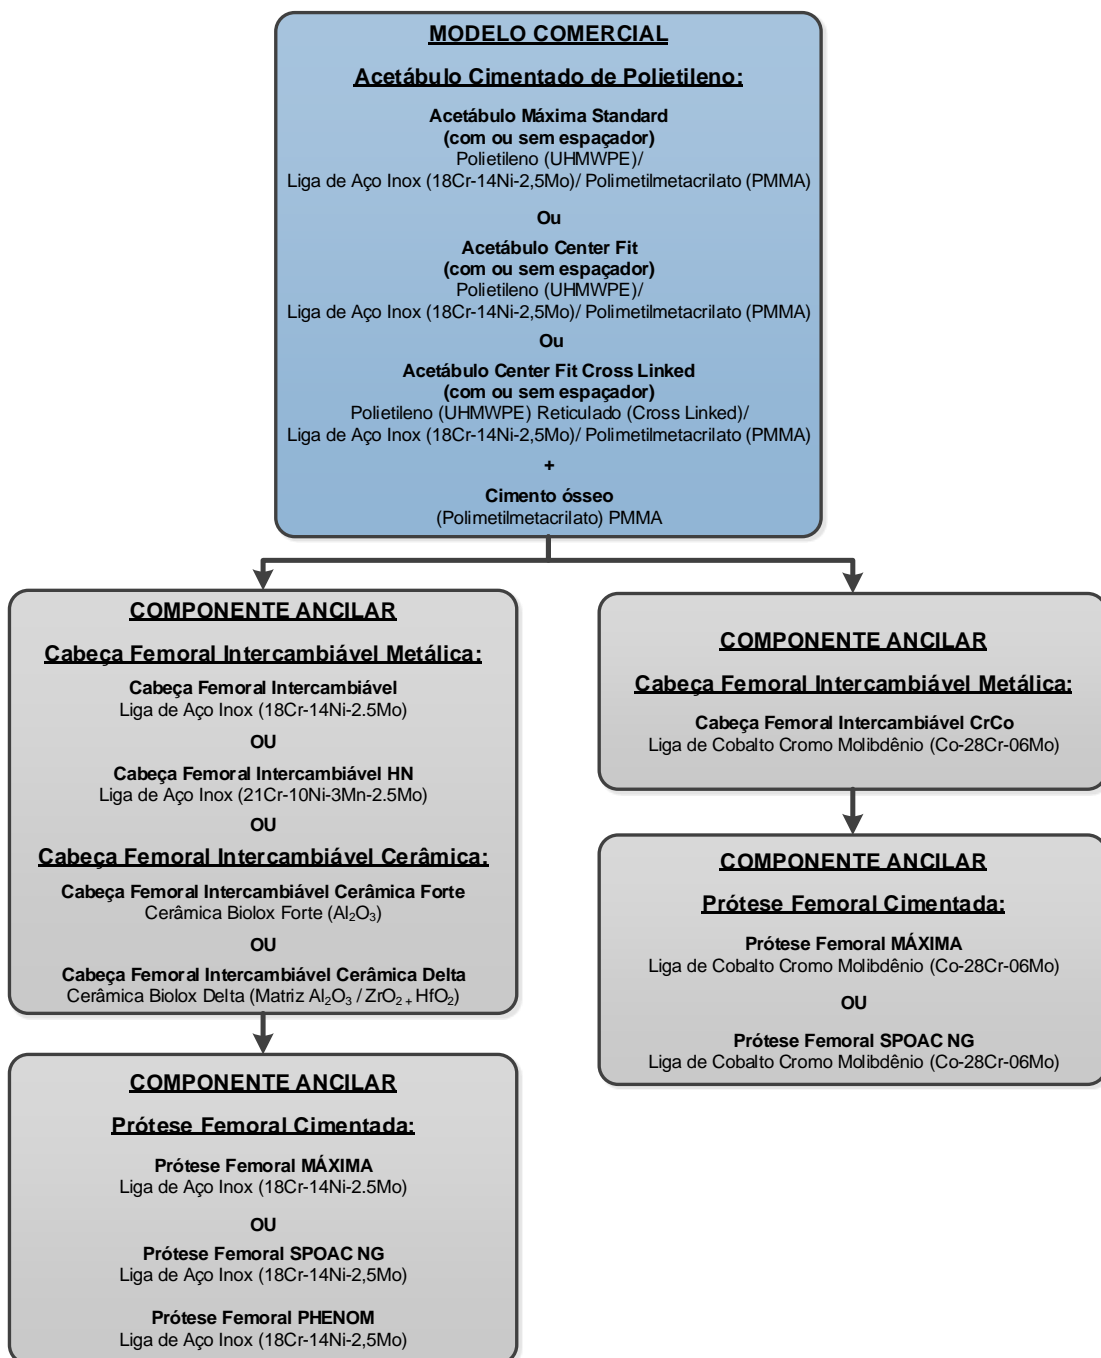 MODELO COMERCIAL
Acetábulo Cimentado de Polietileno:
Acetábulo Máxima Standard
(com ou sem espaçador)
Polietileno (UHMWPE)/
Liga de Aço Inox (18Cr-14Ni-2,5Mo)/ Polimetilmetacrilato (PMMA)
Ou
Acetábulo Center Fit
(com ou sem espaçador)
Polietileno (UHMWPE)/
Liga de Aço Inox (18Cr-14Ni-2,5Mo)/ Polimetilmetacrilato (PMMA)
Ou
Acetábulo Center Fit Cross Linked
(com ou sem espaçador)
Polietileno (UHMWPE) Reticulado (Cross Linked)/
Liga de Aço Inox (18Cr-14Ni-2,5Mo)/ Polimetilmetacrilato (PMMA)
+
Cimento ósseo
(Polimetilmetacrilato) PMMA
COMPONENTE ANCILAR
Cabeça Femoral Intercambiável Metálica:
Cabeça Femoral Intercambiável
Liga de Aço Inox (18Cr-14Ni-2.5Mo)
OU
Cabeça Femoral Intercambiável HN
Liga de Aço Inox (21Cr-10Ni-3Mn-2.5Mo)
OU
Cabeça Femoral Intercambiável Cerâmica:
Cabeça Femoral Intercambiável Cerâmica Forte
Cerâmica Biolox Forte (Al₂O₃)
OU
Cabeça Femoral Intercambiável Cerâmica Delta
Cerâmica Biolox Delta (Matriz Al₂O₃ / ZrO₂ + HfO₂)
COMPONENTE ANCILAR
Prótese Femoral Cimentada:
Prótese Femoral MÁXIMA
Liga de Aço Inox (18Cr-14Ni-2.5Mo)
OU
Prótese Femoral SPOAC NG
Liga de Aço Inox (18Cr-14Ni-2,5Mo)
Prótese Femoral PHENOM
Liga de Aço Inox (18Cr-14Ni-2,5Mo)
COMPONENTE ANCILAR
Cabeça Femoral Intercambiável Metálica:
Cabeça Femoral Intercambiável CrCo
Liga de Cobalto Cromo Molibdênio (Co-28Cr-06Mo)
COMPONENTE ANCILAR
Prótese Femoral Cimentada:
Prótese Femoral MÁXIMA
Liga de Cobalto Cromo Molibdênio (Co-28Cr-06Mo)
OU
Prótese Femoral SPOAC NG
Liga de Cobalto Cromo Molibdênio (Co-28Cr-06Mo)